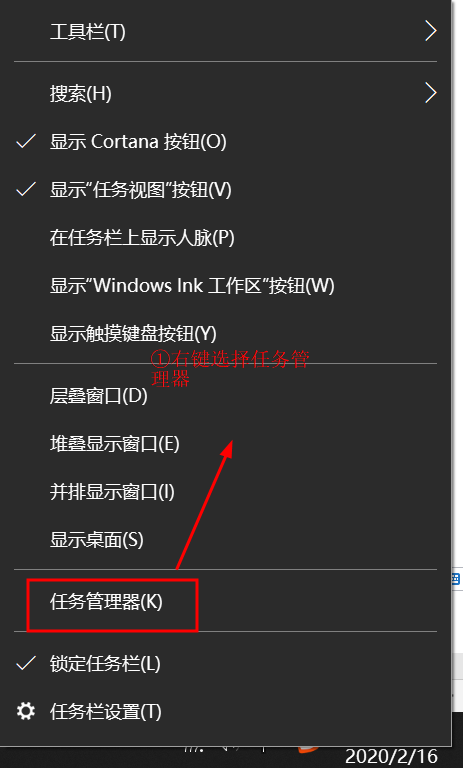 工具栏(T)
搜索(H)
显示 Cortana 按钮(O)
显示“任务视图”按钮(V)
在任务栏上显示人脉(P)
显示“Windows Ink 工作区”按钮(W)
显示触摸键盘按钮(Y)
①右键选择任务管
理器
层叠窗口(D)
堆叠显示窗口(E)
并排显示窗口(I)
显示桌面(S)
任务管理器(K)
锁定任务栏(L)
任务栏设置(T)
2020/2/16